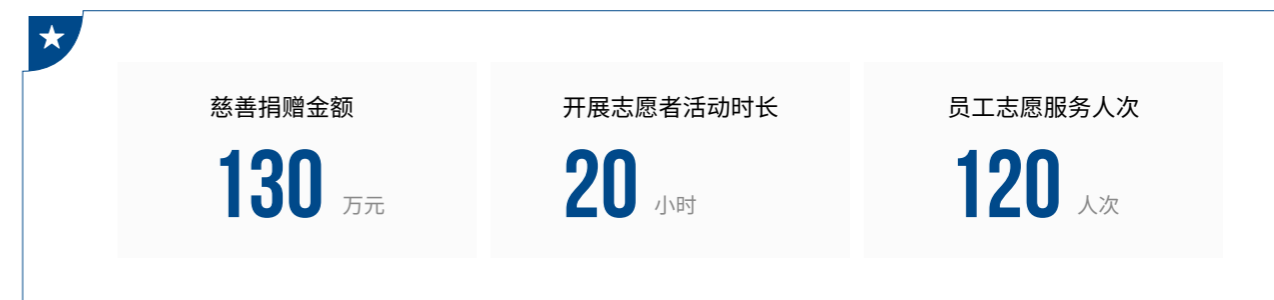 慈善捐赠金额
130 万元
开展志愿者活动时长
20 小时
员工志愿服务人次
120 人次